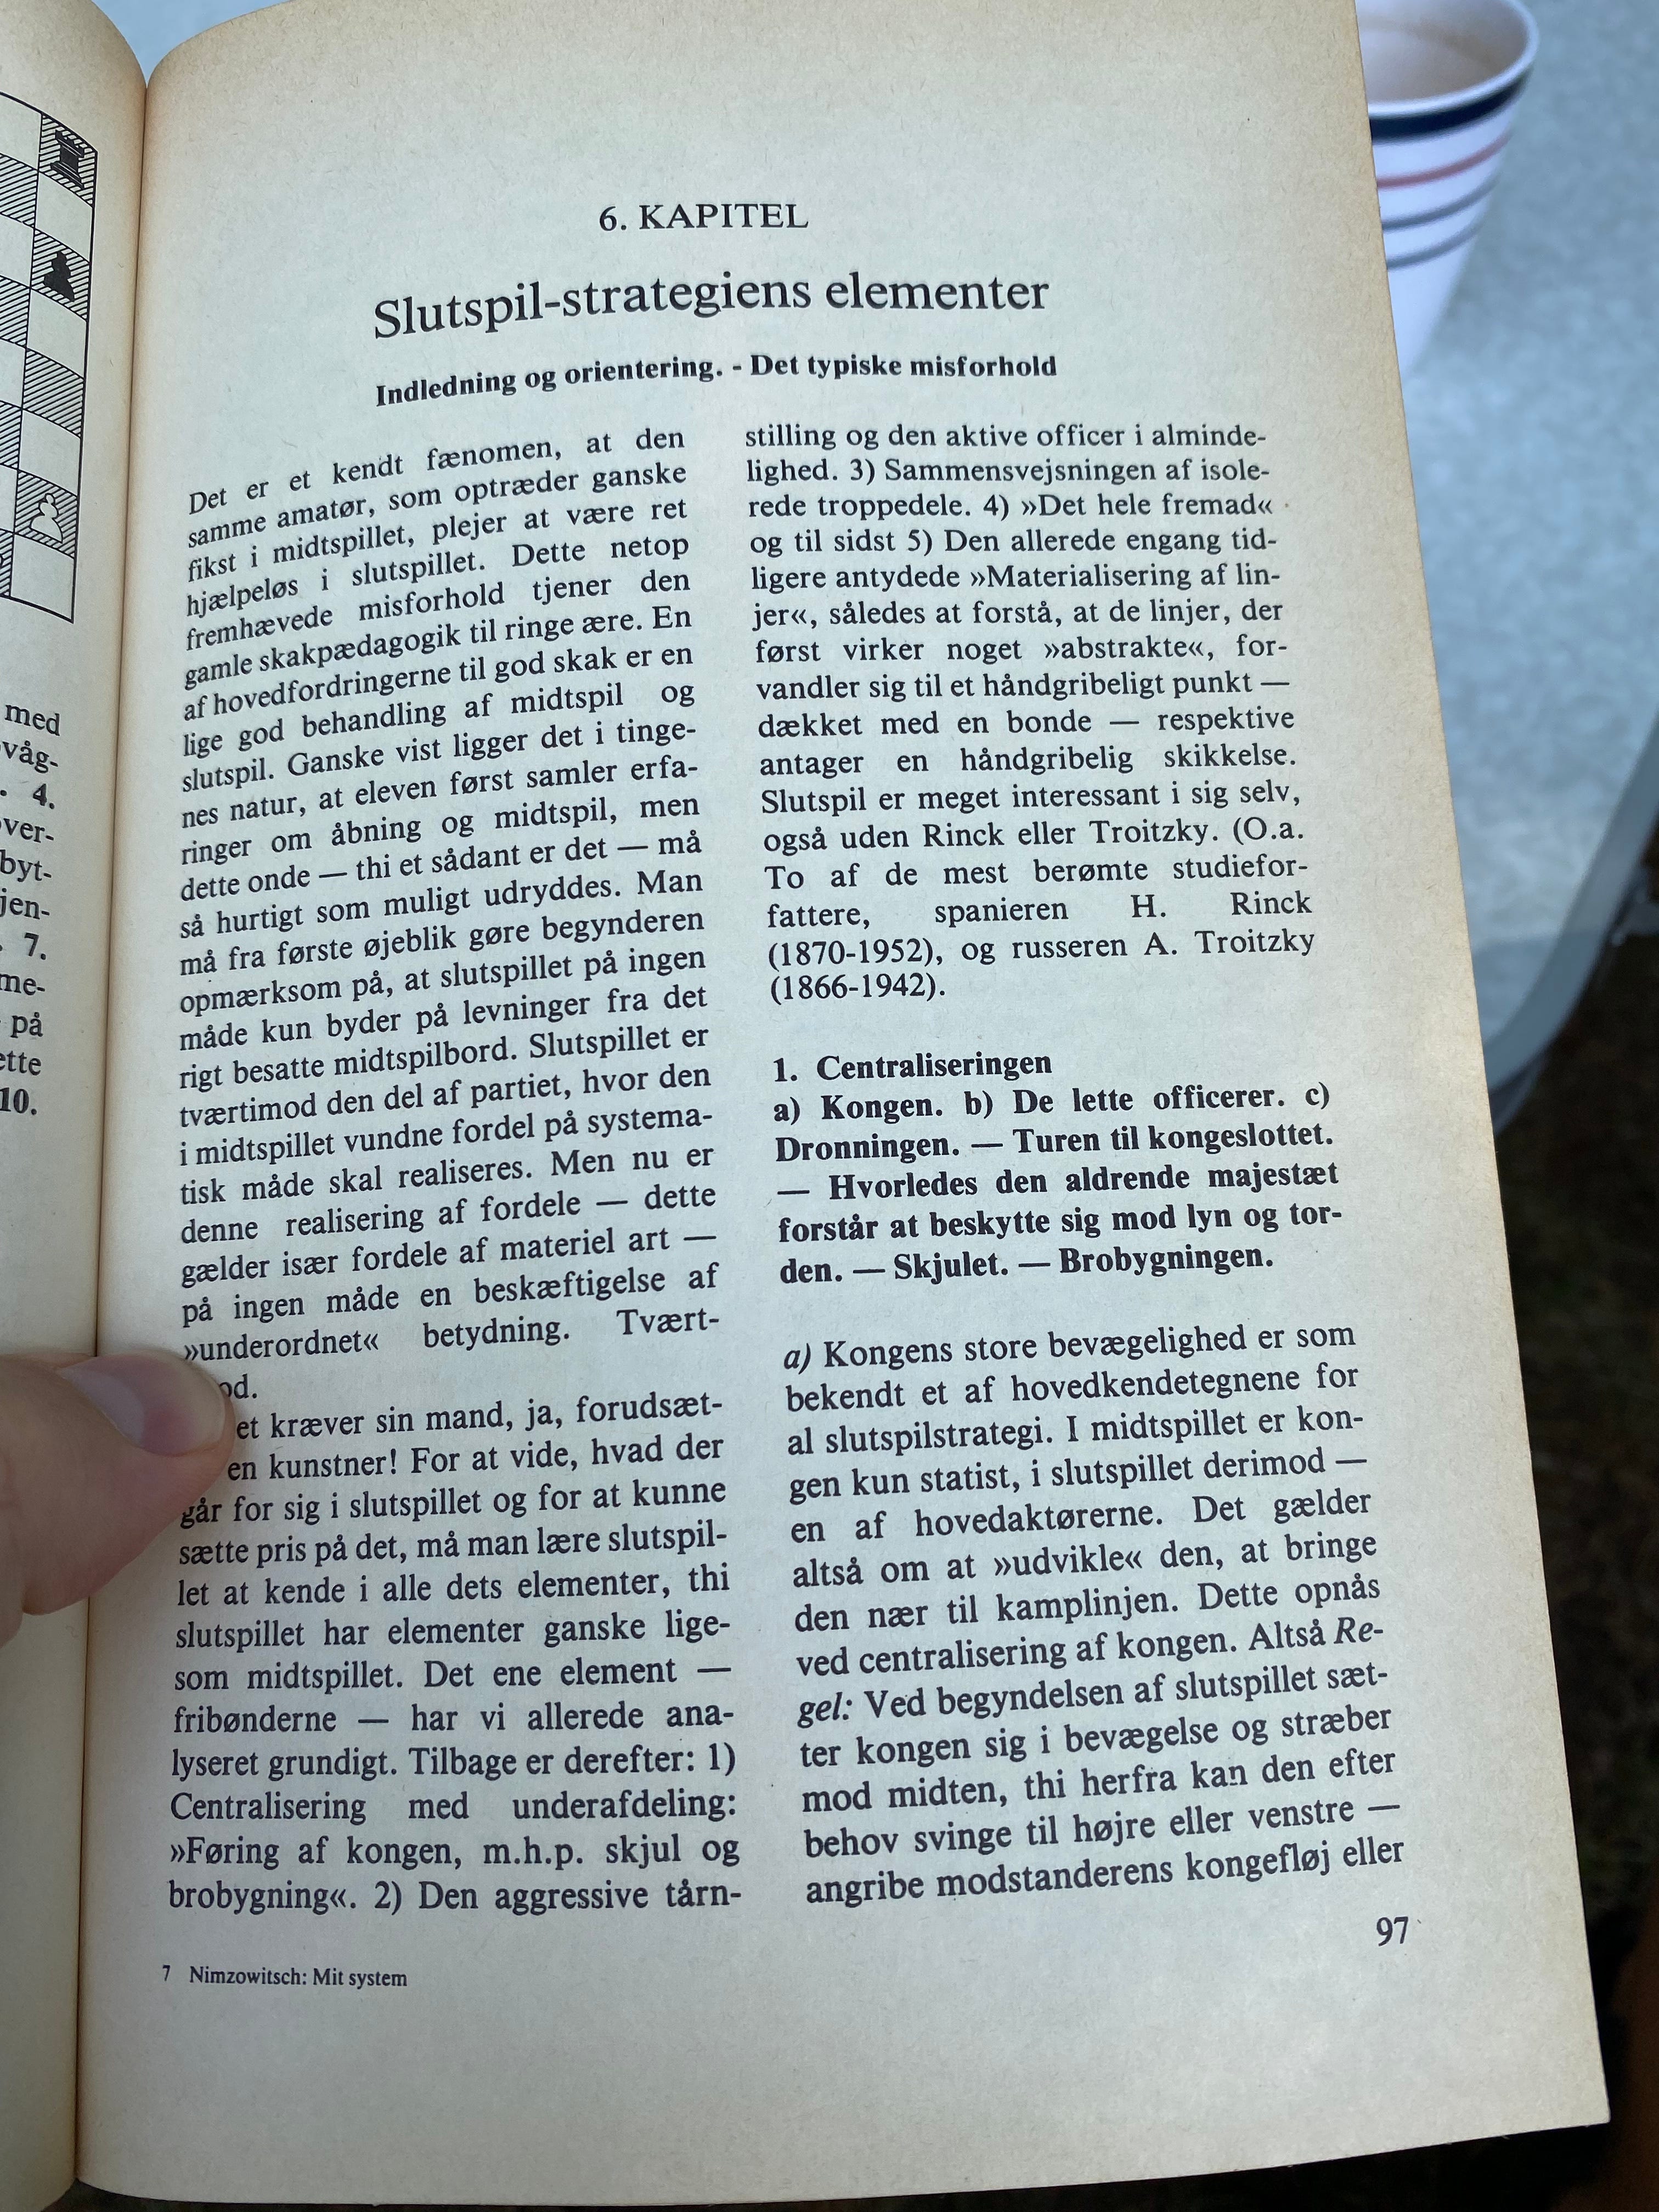 med
våg-
4.
ver-
byt-
jen-
7.
me-
på
ette
10.
6. KAPITEL
Slutspil-strategiens elementer
Indledning og orientering. - Det typiske misforhold
Det er et kendt fænomen, at den
samme amatør, som optræder ganske
fikst i midtspillet, plejer at være ret
hjælpeløs i slutspillet. Dette netop
fremhævede misforhold tjener den
gamle skakpædagogik til ringe ære. En
af hovedfordringerne til god skak er en
lige god behandling af midtspil og
slutspil. Ganske vist ligger det i tinge-
nes natur, at eleven først samler erfa-
ringer om åbning og midtspil, men
dette onde — thi et sådant er det — må
så hurtigt som muligt udryddes. Man
må fra første øjeblik gøre begynderen
opmærksom på, at slutspillet på ingen
måde kun byder på levninger fra det
rigt besatte midtspilbord. Slutspillet er
tværtimod den del af partiet, hvor den
i midtspillet vundne fordel på systema-
tisk måde skal realiseres. Men nu er
denne realisering af fordele — dette
gælder især fordele af materiel art —
på ingen måde en beskæftigelse af
»underordnet« betydning. Tvært-
od.
et kræver sin mand, ja, forudsæt-
en kunstner! For at vide, hvad der
går for sig i slutspillet og for at kunne
sætte pris på det, må man lære slutspil-
let at kende i alle dets elementer, thi
slutspillet har elementer ganske lige-
som midtspillet. Det ene element —
fribønderne — har vi allerede ana-
lyseret grundigt. Tilbage er derefter: 1)
Centralisering med underafdeling:
»Føring af kongen, m.h.p. skjul og
brobygning«. 2) Den aggressive tårn-
stilling og den aktive officer i alminde-
lighed. 3) Sammensvejsningen af isole-
rede troppedele. 4) »Det hele fremad«
og til sidst 5) Den allerede engang tid-
ligere antydede »Materialisering af lin-
jer«, således at forstå, at de linjer, der
først virker noget »abstrakte«, for-
vandler sig til et håndgribeligt punkt —
dækket med en bonde — respektive
antager en håndgribelig skikkelse.
Slutspil er meget interessant i sig selv,
også uden Rinck eller Troitzky. (O.a.
To af de mest berømte studiefor-
fattere, spanieren H. Rinck
(1870-1952), og russeren A. Troitzky
(1866-1942).
1. Centraliseringen
a) Kongen. b) De lette officerer. c)
Dronningen. — Turen til kongeslottet.
— Hvorledes den aldrende majestæt
forstår at beskytte sig mod lyn og tor-
den. — Skjulet. — Brobygningen.
a) Kongens store bevægelighed er som
bekendt et af hovedkendetegnene for
al slutspilstrategi. I midtspillet er kon-
gen kun statist, i slutspillet derimod —
en af hovedaktørerne. Det gælder
altså om at »udvikle« den, at bringe
den nær til kamplinjen. Dette opnås
ved centralisering af kongen. Altså Re-
gel: Ved begyndelsen af slutspillet sæt-
ter kongen sig i bevægelse og stræber
mod midten, thi herfra kan den efter
behov svinge til højre eller venstre —
angribe modstanderens kongefløj eller
97
7 Nimzowitsch: Mit system